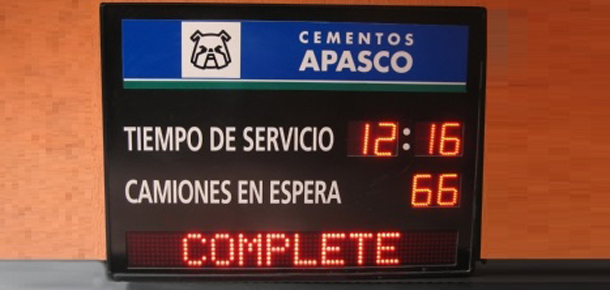 CEMENTOS
APASCO
TIEMPO DE SERVICIO 12:16
CAMIONES EN ESPERA 66
COMPLETE